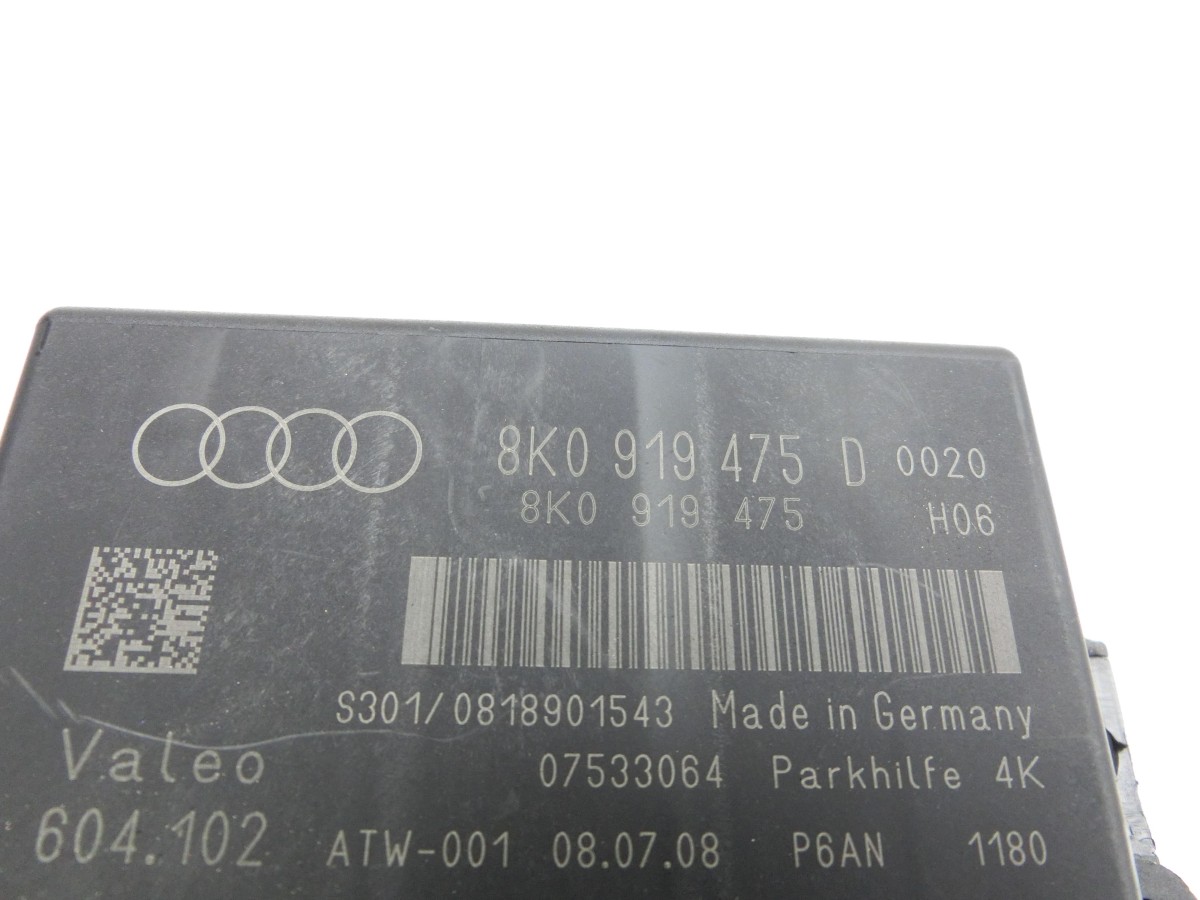 8K0 919 475 D 0020
8K0 919 475 H06
S301/0818901543 Made in Germany
Valeo 07533064 Parkhilfe 4K
604.102 ATW-001 08.07.08 P6AN 1180